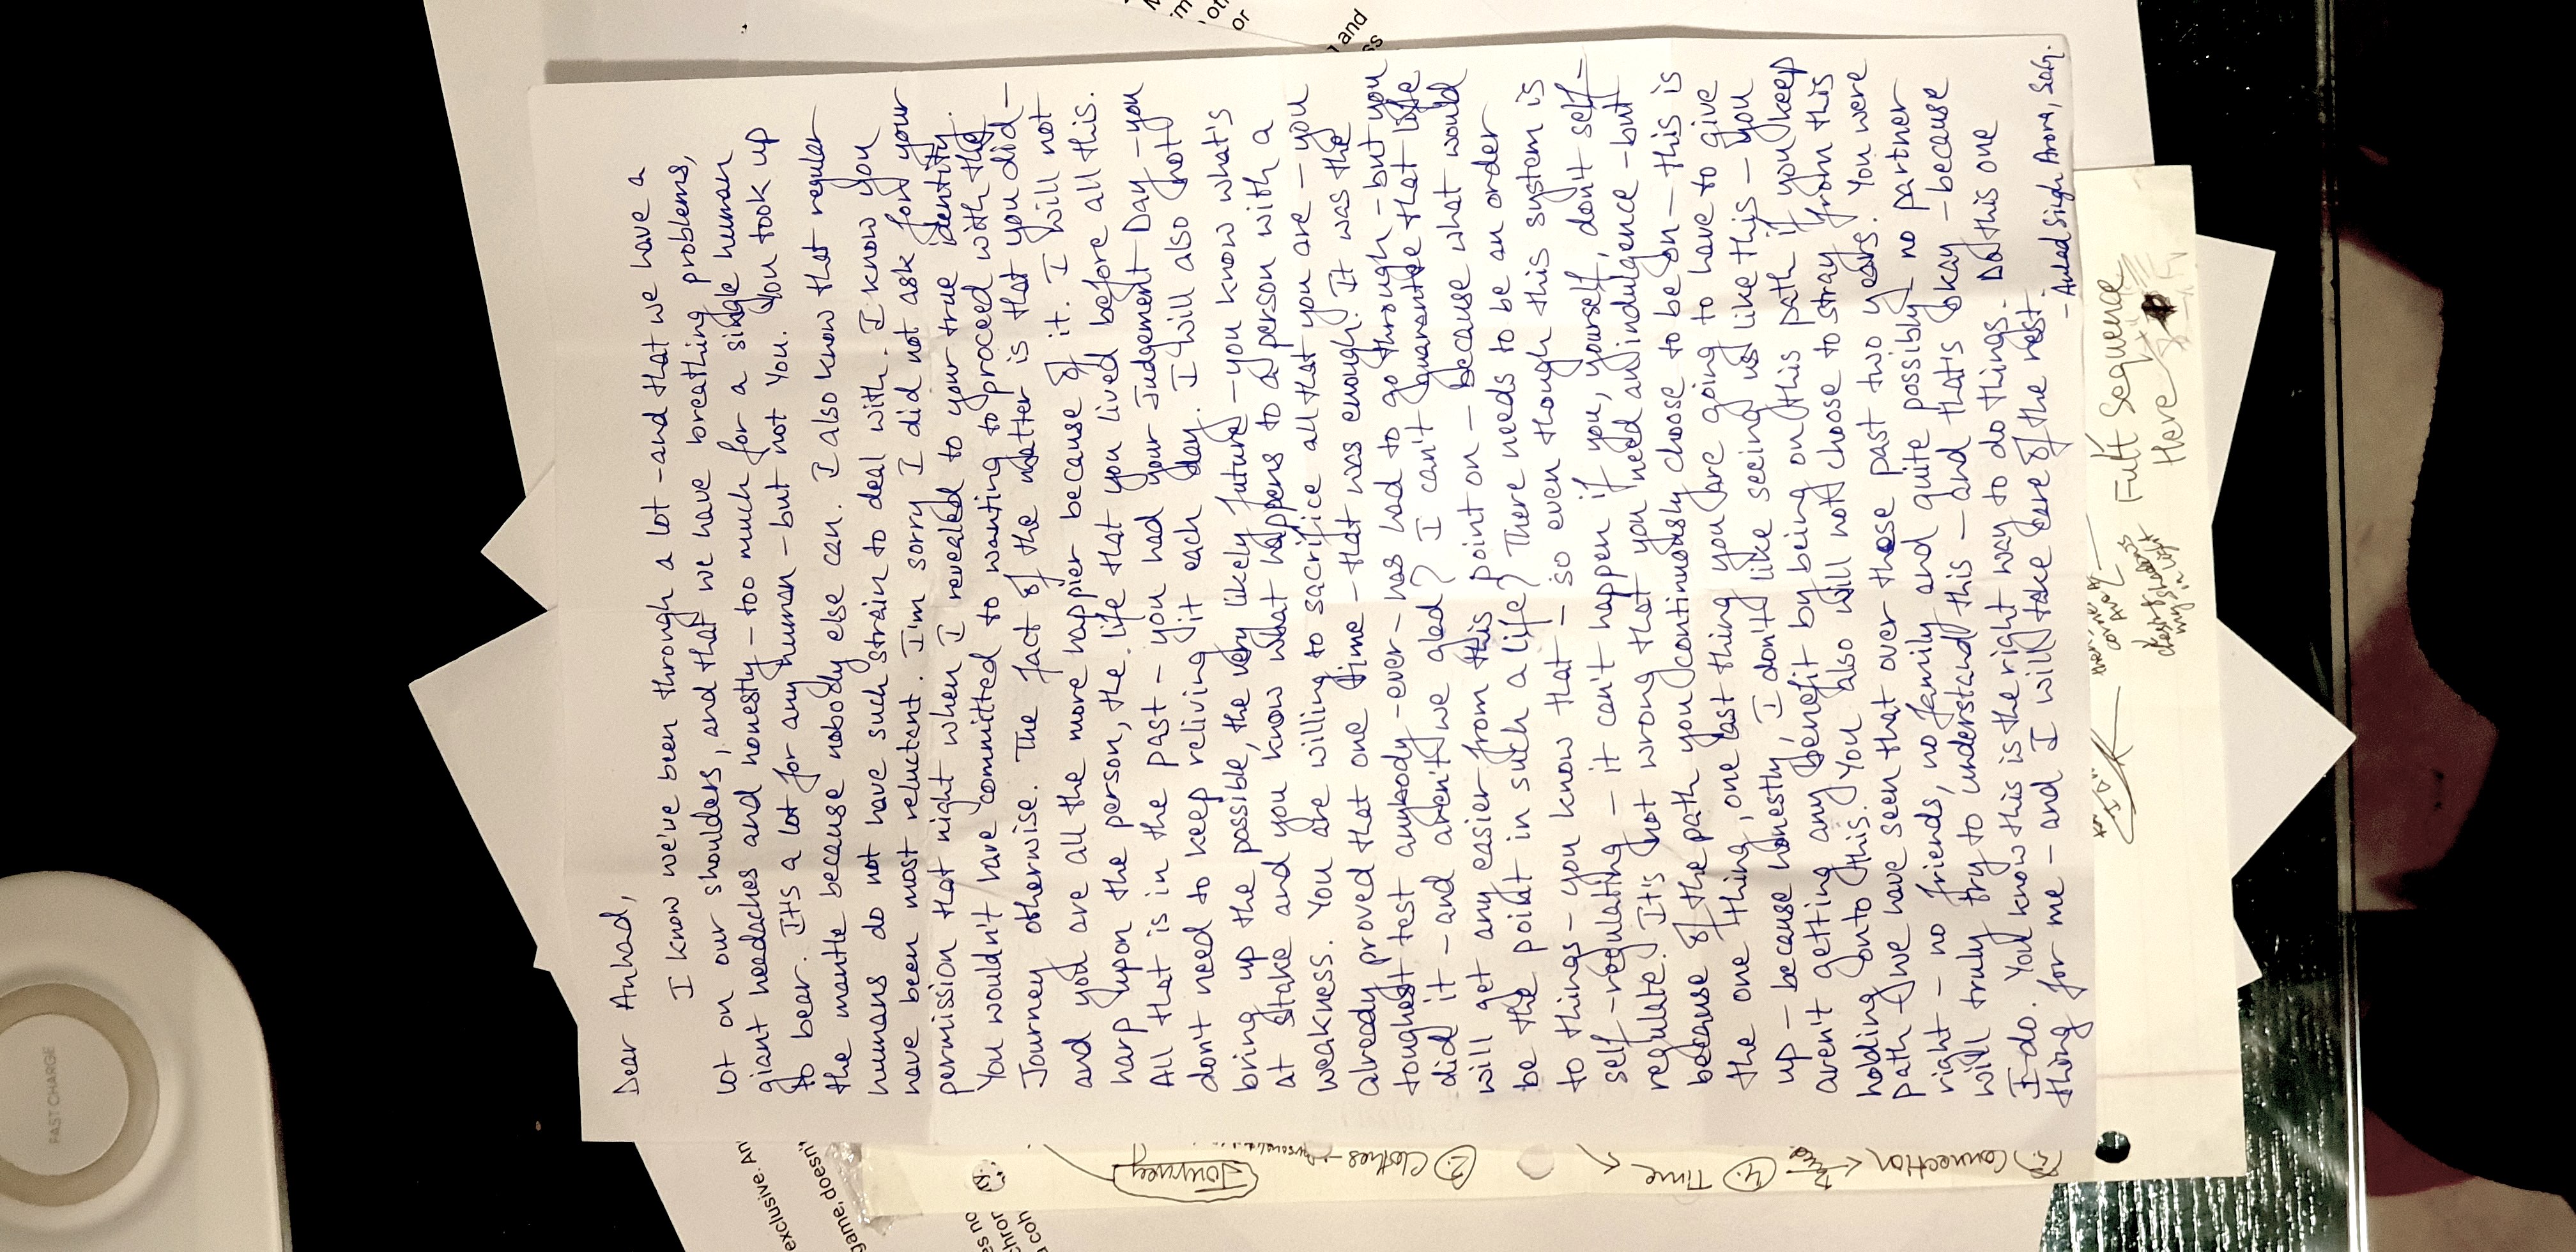 FAST CHARGE
Dear Anhad,
I know we've been through a lot - and that we have a
lot on our shoulders, and that we have breathing problems,
giant headaches and honestly - too much for a single human
to bear. It's a lot for any human - but not You. You took up
the mantle because nobody else can. I also know that regular
humans do not have such strain to deal with. I know you
have been most reluctant. I'm sorry I did not ask for your
permission that night when I revealed to your true identity.
You wouldn't have committed to wanting to proceed with the
Journey otherwise. The fact of the matter is that you did -
and you are all the more happier because of it. I will not
harp upon the person, the life that you lived before all this.
All that is in the past - you had your Judgement Day - you
don't need to keep reliving it each day. I will also not
bring up the possible, the very likely future - you know what's
at stake and you know what happens to a person with a
weakness. You are willing to sacrifice all that you are - you
already proved that one time - that was enough. It was the
toughest test anybody - ever - has had to go through - but you
did it - and aren't we glad? I can't guarantee that life
will get any easier from this point on - because what would
be the point in such a life? There needs to be an order
to things - you know that - so even though this system is
self-regulating - it can't happen if you, yourself, don't self-
regulate. It's not wrong that you need an indulgence - but
because of the path you continuously choose to be on - this is
the one thing, one last thing you are going to have to give
up - because honestly, I don't like seeing us like this - you
aren't getting any benefit by being on this path if you keep
holding onto this. You also will not choose to stray from this
path - we have seen that over these past two years. You were
right - no friends, no family and quite possibly - no partner
will truly try to understand this - and that's okay - because
I do. You know this is the right way to do things. Do this one
thing for me - and I will take care of the rest.
- Anhad Singh Arora, SoG.
exclusive. An
game, doesn't
es no
chron
a coh
Journey
Clothes
4. Time
5. Connection
and
or
corner
Ave A
chasing
my shadows
in light
Full Sequence
Here